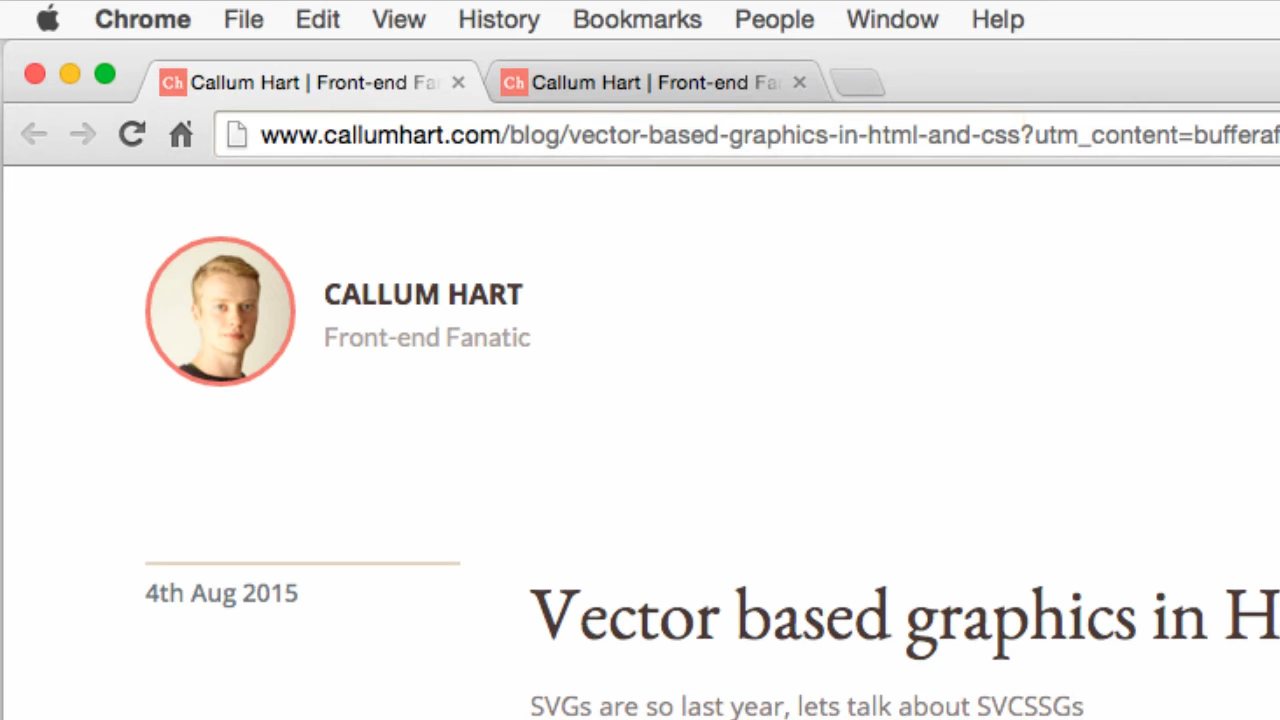 Chrome File Edit View History Bookmarks People Window Help
Ch Callum Hart | Front-end Fa Ch Callum Hart | Front-end Fa
www.callumhart.com/blog/vector-based-graphics-in-html-and-css?utm_content=bufferaf
CALLUM HART
Front-end Fanatic
4th Aug 2015
Vector based graphics in H
SVGs are so last year, lets talk about SVCSSGs